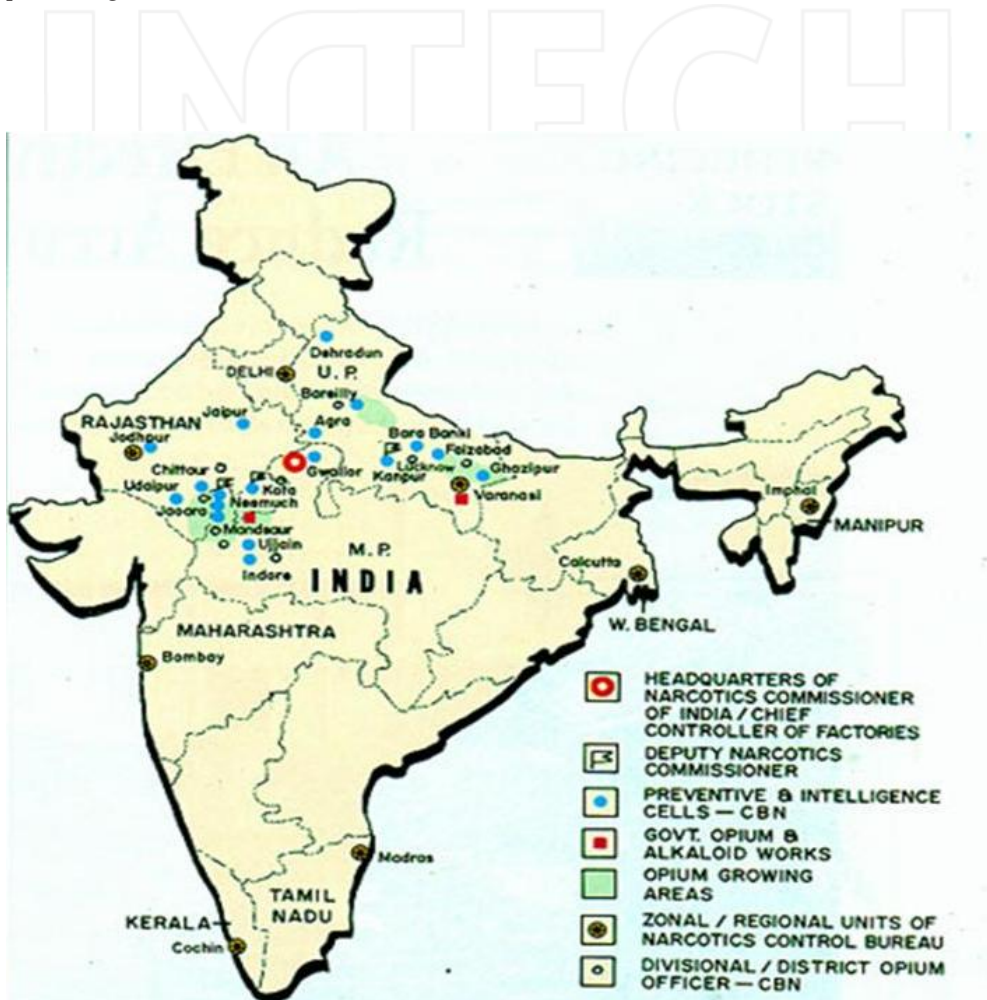 INTECH
Dehradun
DELHI
U. P.
Bareilly
Jaipur
Agra
RAJASTHAN
Jodhpur
Bara Banki
Faizabad
Lucknow
Ghazipur
Kanpur
Chittaur
Gwalior
Udaipur
Kota
Varanasi
Neemuch
Jaoara
Imphal
Mandsaur
MANIPUR
Ujjain
M. P.
Calcutta
Indore
INDIA
W. BENGAL
MAHARASHTRA
Bombay
Madras
TAMIL
NADU
KERALA
Cochin
HEADQUARTERS OF
NARCOTICS COMMISSIONER
OF INDIA / CHIEF
CONTROLLER OF FACTORIES
DEPUTY NARCOTICS
COMMISSIONER
PREVENTIVE & INTELLIGENCE
CELLS — CBN
GOVT. OPIUM &
ALKALOID WORKS
OPIUM GROWING
AREAS
ZONAL / REGIONAL UNITS OF
NARCOTICS CONTROL BUREAU
DIVISIONAL / DISTRICT OPIUM
OFFICER — CBN